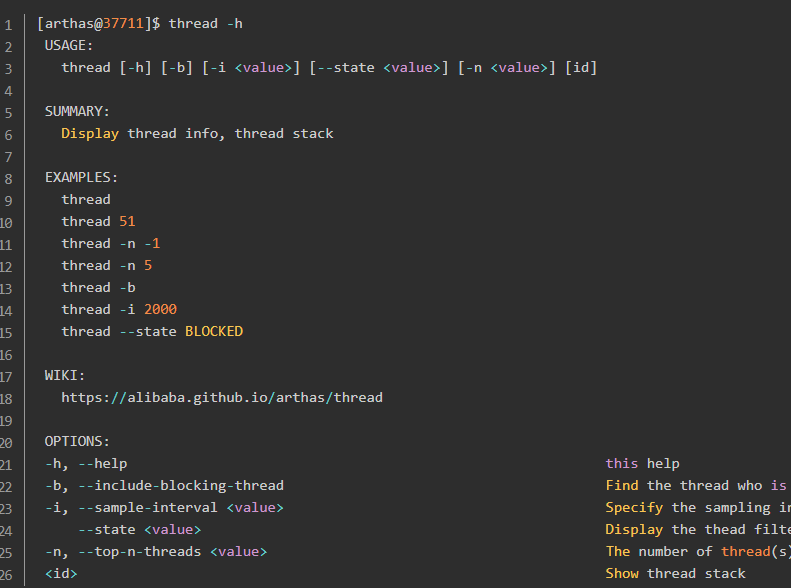 1 [arthas@37711]$ thread -h
2 USAGE:
3 thread [-h] [-b] [-i <value>] [--state <value>] [-n <value>] [id]
4
5 SUMMARY:
6 Display thread info, thread stack
7
8 EXAMPLES:
9 thread
10 thread 51
11 thread -n -1
12 thread -n 5
13 thread -b
14 thread -i 2000
15 thread --state BLOCKED
16
17 WIKI:
18 https://alibaba.github.io/arthas/thread
19
20 OPTIONS:
21 -h, --help this help
22 -b, --include-blocking-thread Find the thread who is
23 -i, --sample-interval <value> Specify the sampling
24 --state <value> Display the thead
25 -n, --top-n-threads <value> The number of thread(s)
26 <id> Show thread stack